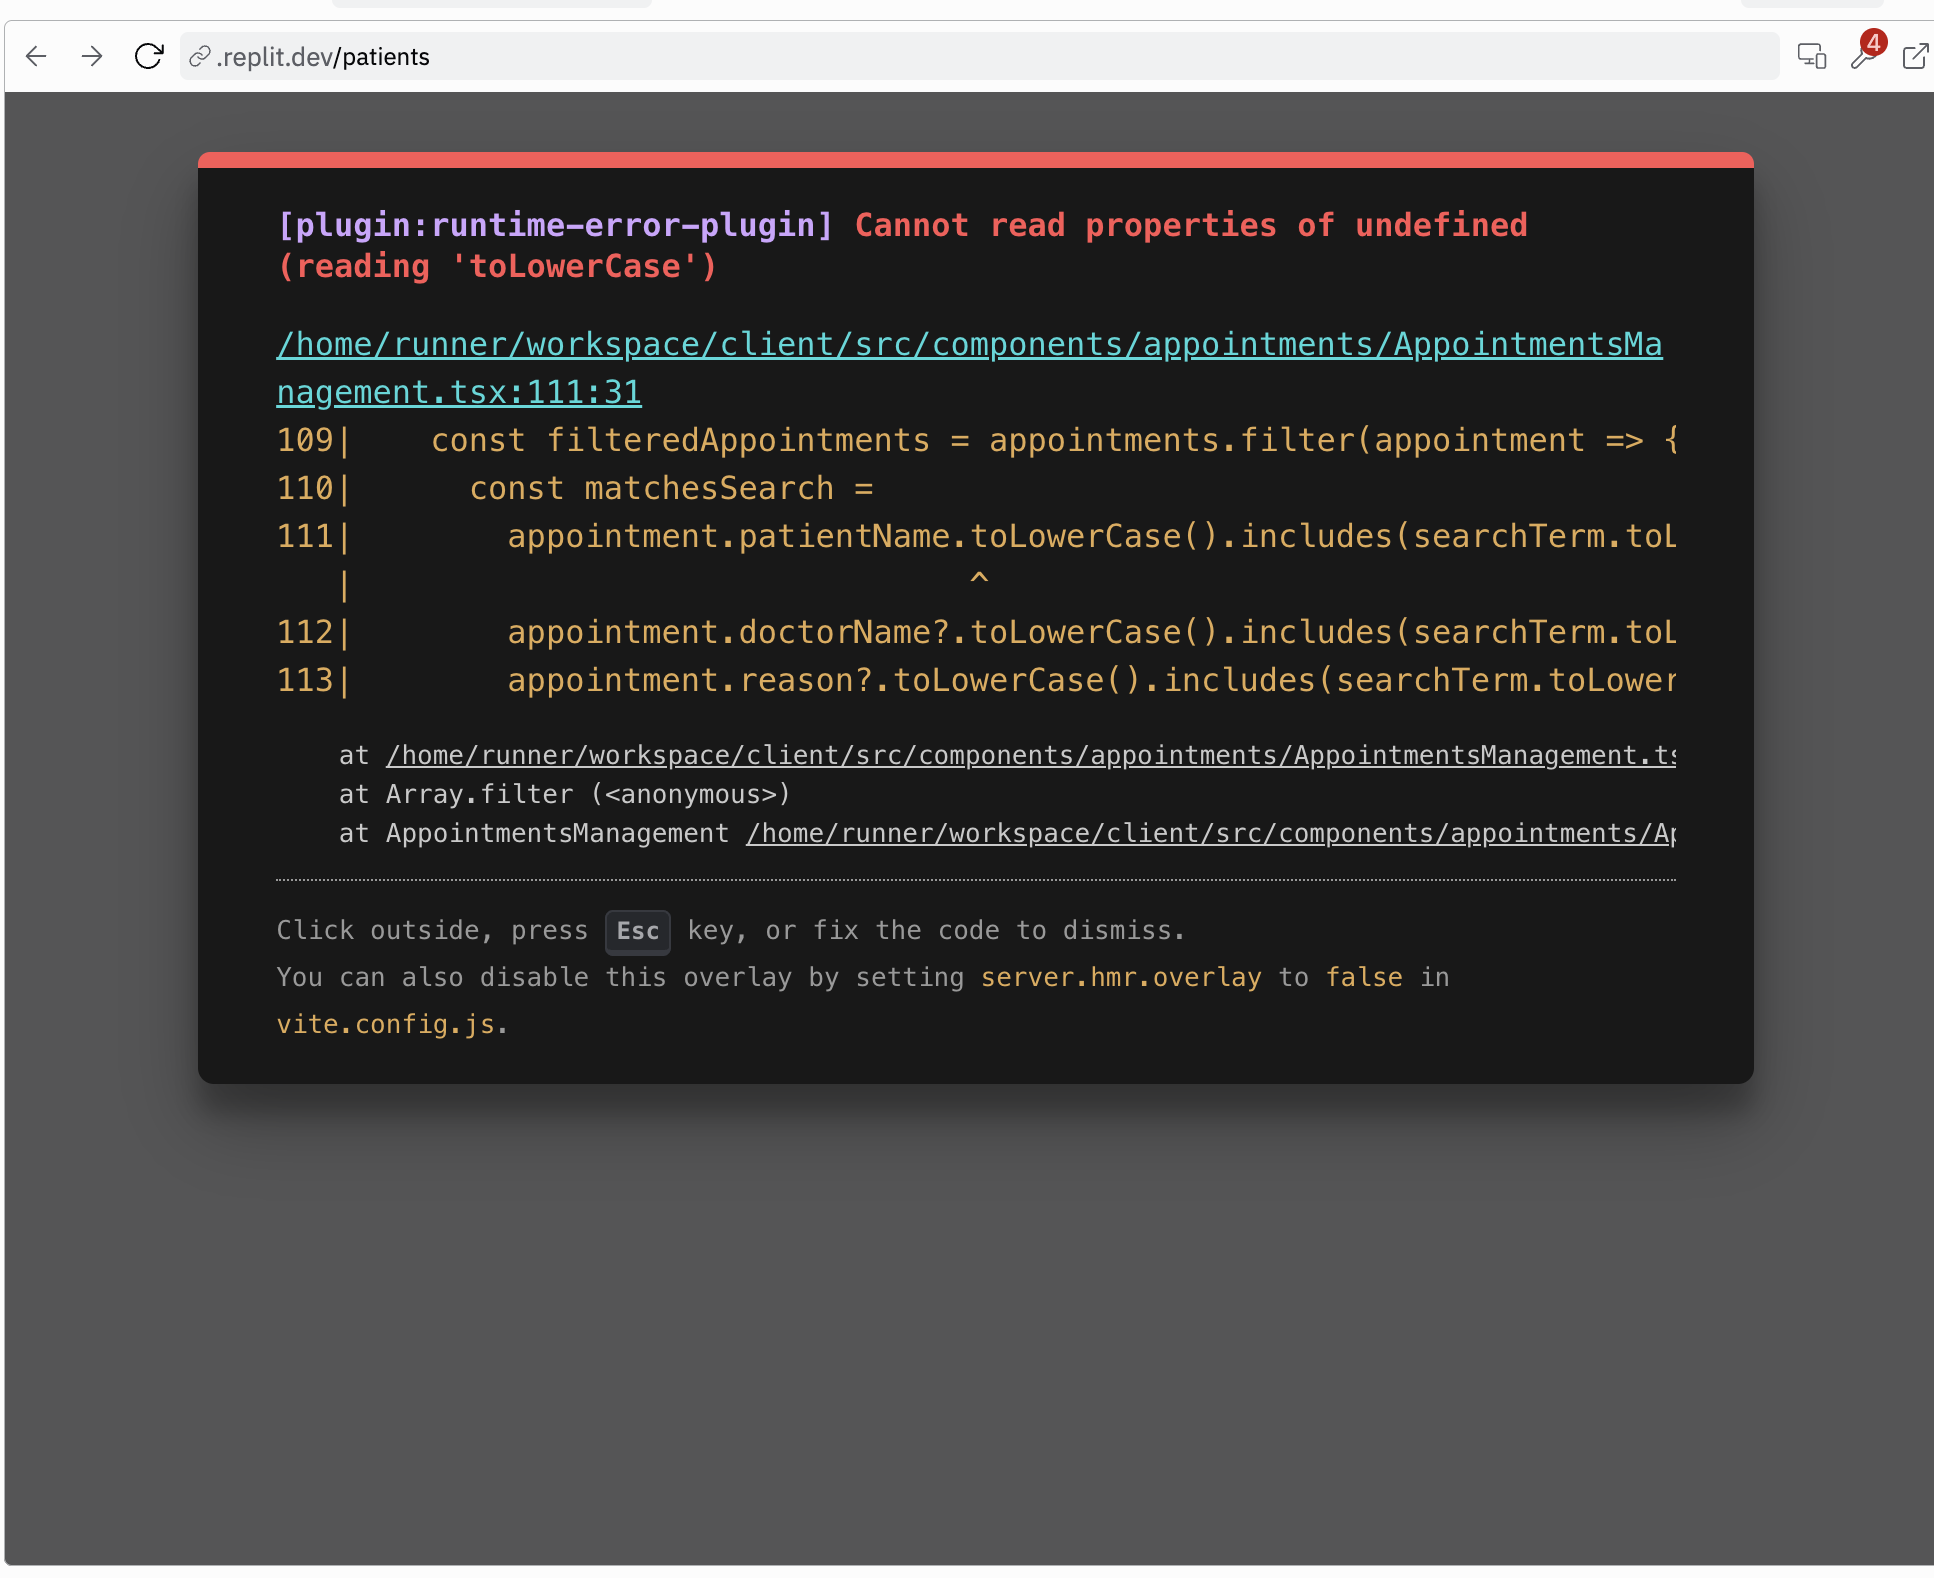 .replit.dev/patients
4
[plugin:runtime-error-plugin] Cannot read properties of undefined
(reading 'toLowerCase')
/home/runner/workspace/client/src/components/appointments/AppointmentsMa
nagement.tsx:111:31
109|    const filteredAppointments = appointments.filter(appointment => {
110|      const matchesSearch =
111|        appointment.patientName.toLowerCase().includes(searchTerm.toL
   |                                ^
112|        appointment.doctorName?.toLowerCase().includes(searchTerm.toL
113|        appointment.reason?.toLowerCase().includes(searchTerm.toLower
at /home/runner/workspace/client/src/components/appointments/AppointmentsManagement.ts
at Array.filter (<anonymous>)
at AppointmentsManagement /home/runner/workspace/client/src/components/appointments/Ap
Click outside, press Esc key, or fix the code to dismiss.
You can also disable this overlay by setting server.hmr.overlay to false in
vite.config.js.